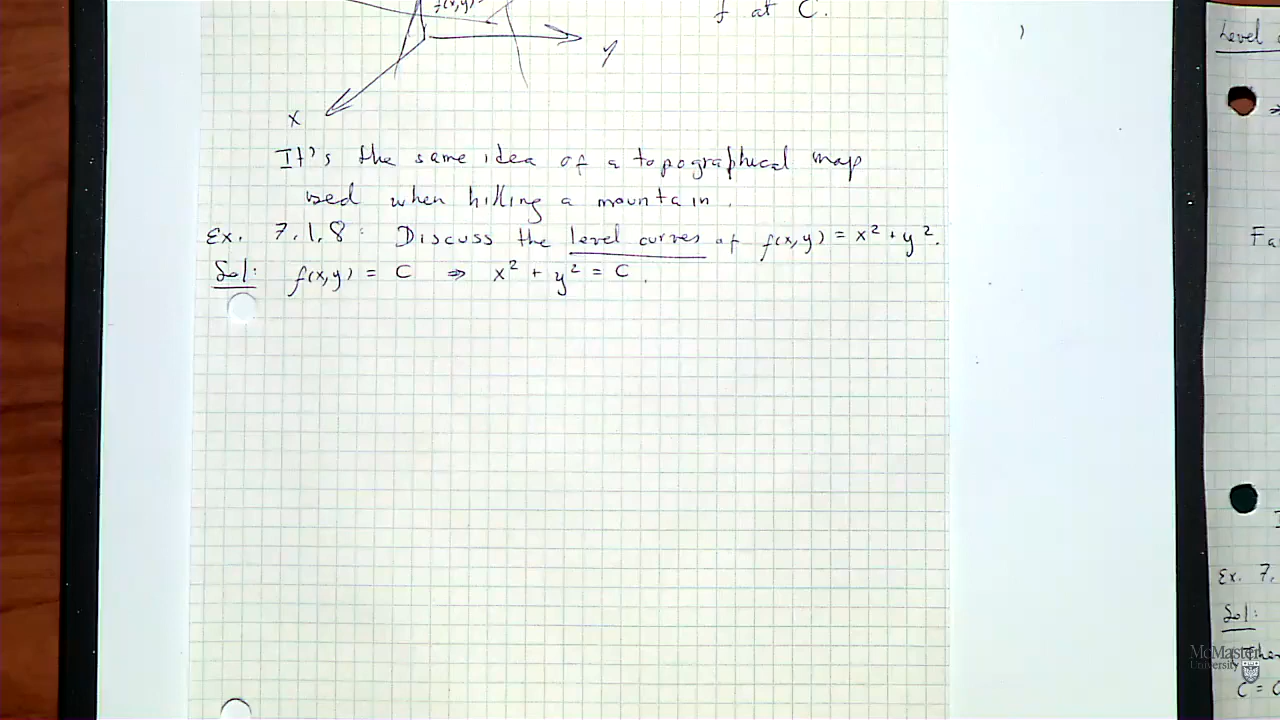 f(x,y)=
f at C.
y
x
It's the same idea of a topographical map
used when hiking a mountain.
Ex. 7.1.8: Discuss the level curves of f(x,y) = x² + y².
Sol: f(x,y) = C ⇒ x² + y² = C.
Level
Ex. 7.
Sol:
McMaster
University
C =